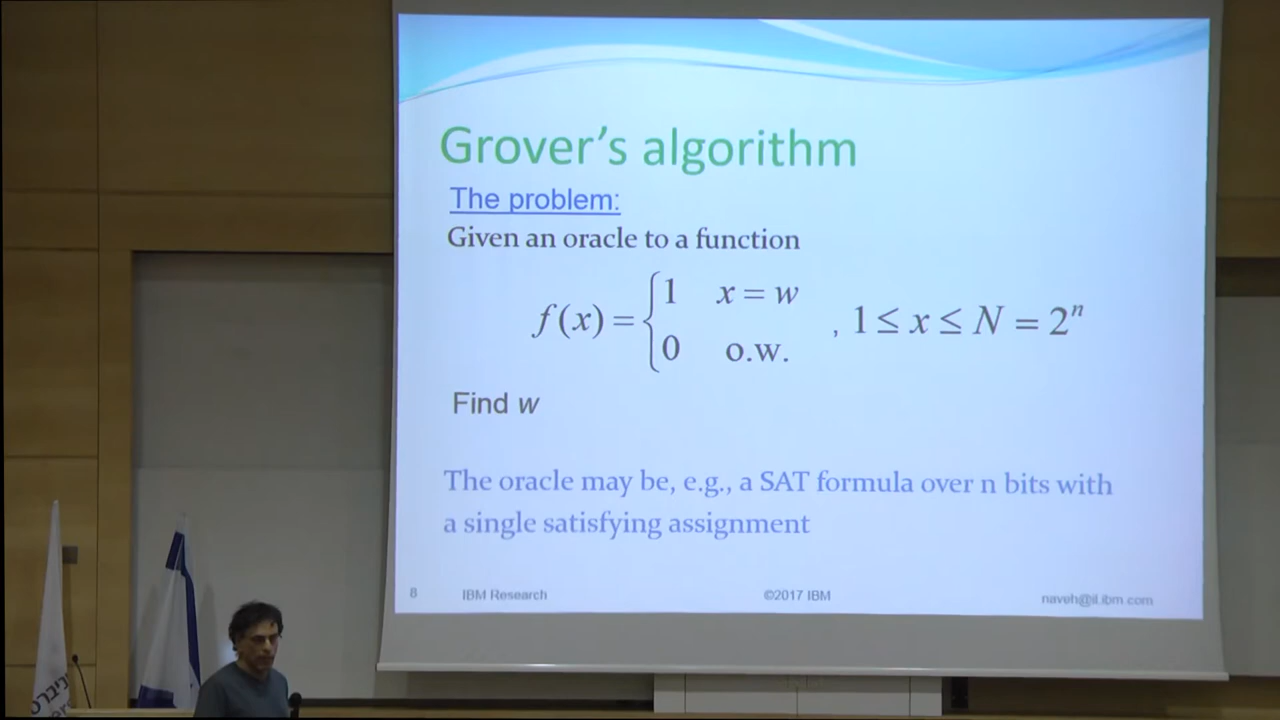 Grover's algorithm
The problem:
Given an oracle to a function
f(x) = { 1 x = w
0 o.w. , 1 ≤ x ≤ N = 2ⁿ
Find w
The oracle may be, e.g., a SAT formula over n bits with
a single satisfying assignment
8 IBM Research ©2017 IBM naveh@il.ibm.com